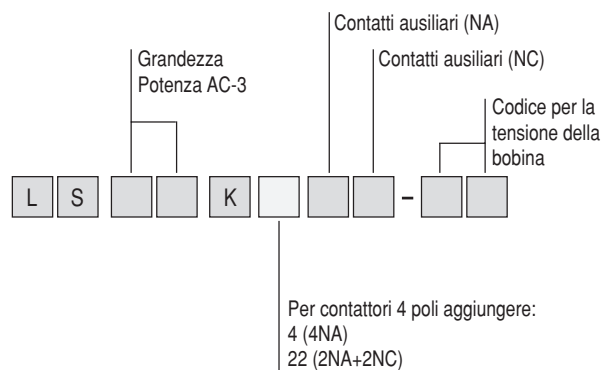 Contatti ausiliari (NA)
Grandezza
Potenza AC-3
Contatti ausiliari (NC)
Codice per la
tensione della
bobina
L S K –
Per contattori 4 poli aggiungere:
4 (4NA)
22 (2NA+2NC)